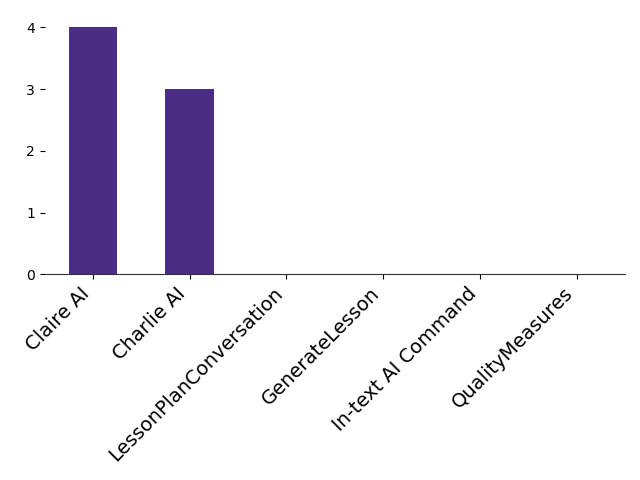 4
3
2
1
0
Claire AI
Charlie AI
LessonPlanConversation
GenerateLesson
In-text AI Command
QualityMeasures